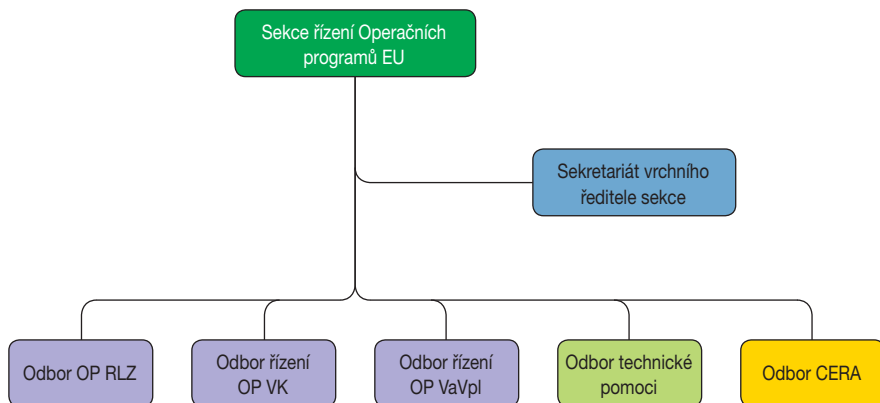 Sekce řízení Operačních
programů EU
Sekretariát vrchního
ředitele sekce
Odbor OP RLZ
Odbor řízení
OP VK
Odbor řízení
OP VaVpI
Odbor technické
pomoci
Odbor CERA